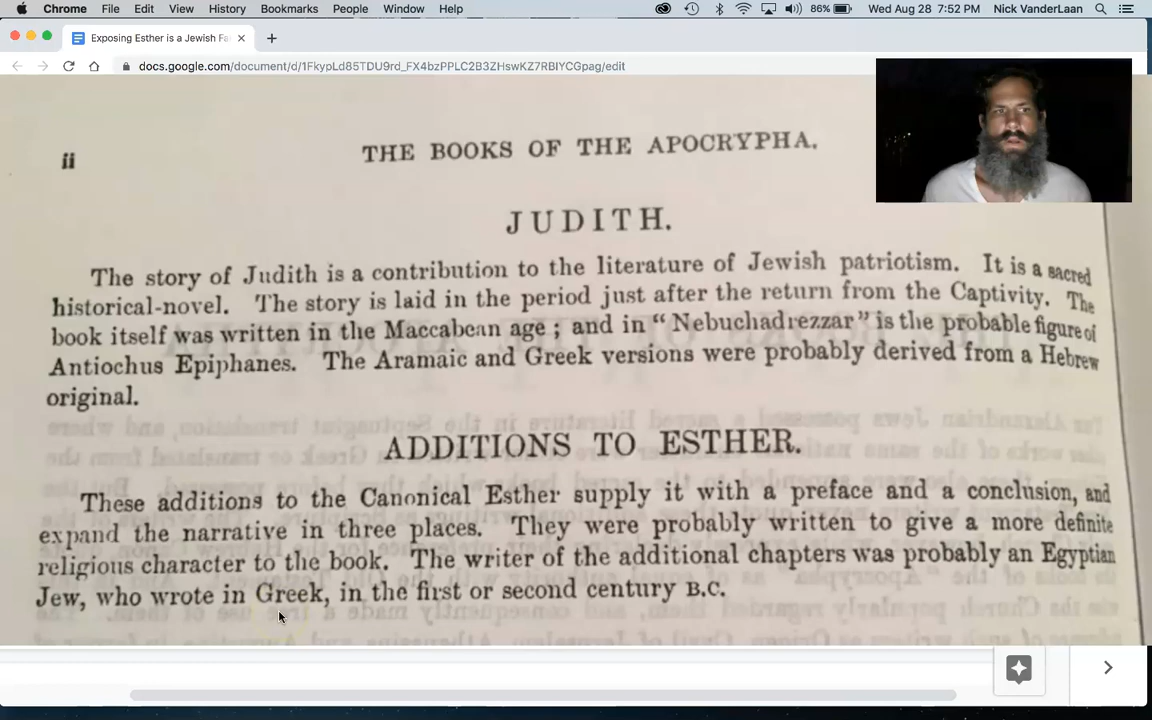 Chrome File Edit View History Bookmarks People Window Help 86% Wed Aug 28 7:52 PM Nick VanderLaan
Exposing Esther is a Jewish Fa
docs.google.com/document/d/1FkypLd85TDU9rd_FX4bzPPLC2B3ZHswKZ7RBIYCGpag/edit
ii THE BOOKS OF THE APOCRYPHA.
JUDITH.
The story of Judith is a contribution to the literature of Jewish patriotism. It is a sacred
historical-novel. The story is laid in the period just after the return from the Captivity. The
book itself was written in the Maccabean age ; and in “ Nebuchadrezzar” is the probable figure of
Antiochus Epiphanes. The Aramaic and Greek versions were probably derived from a Hebrew
original.
ADDITIONS TO ESTHER.
These additions to the Canonical Esther supply it with a preface and a conclusion, and
expand the narrative in three places. They were probably written to give a more definite
religious character to the book. The writer of the additional chapters was probably an Egyptian
Jew, who wrote in Greek, in the first or second century B.C.